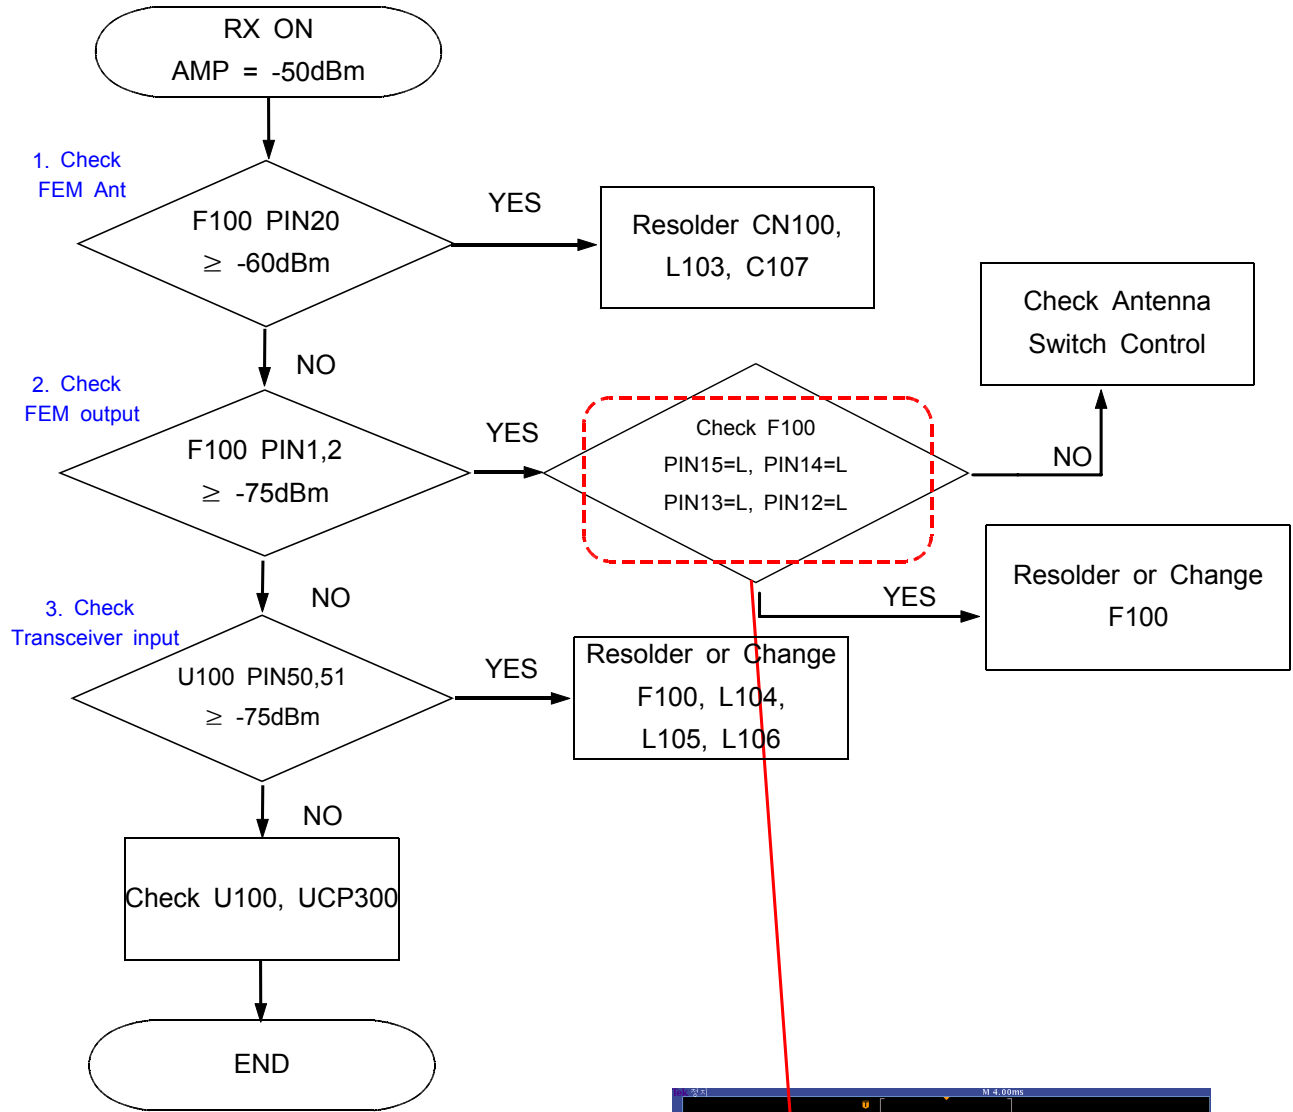 RX ON
AMP = -50dBm
1. Check
FEM Ant
F100 PIN20
≥ -60dBm
YES
Resolder CN100,
L103, C107
NO
2. Check
FEM output
F100 PIN1,2
≥ -75dBm
YES
Check F100
PIN15=L, PIN14=L
PIN13=L, PIN12=L
NO
Check Antenna
Switch Control
YES
Resolder or Change
F100
NO
3. Check
Transceiver input
U100 PIN50,51
≥ -75dBm
YES
Resolder or Change
F100, L104,
L105, L106
NO
Check U100, UCP300
END
Tek 정지
M 4.00ms